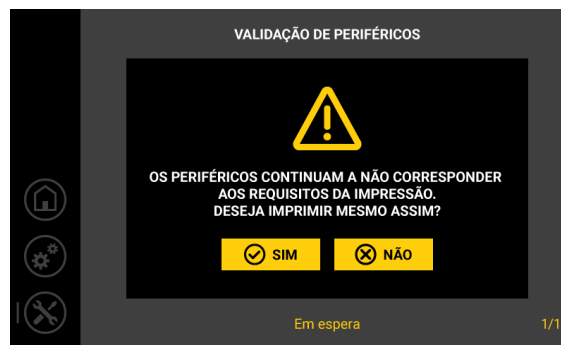 VALIDAÇÃO DE PERIFÉRICOS
OS PERIFÉRICOS CONTINUAM A NÃO CORRESPONDER
AOS REQUISITOS DA IMPRESSÃO.
DESEJA IMPRIMIR MESMO ASSIM?
SIM NÃO
Em espera 1/1